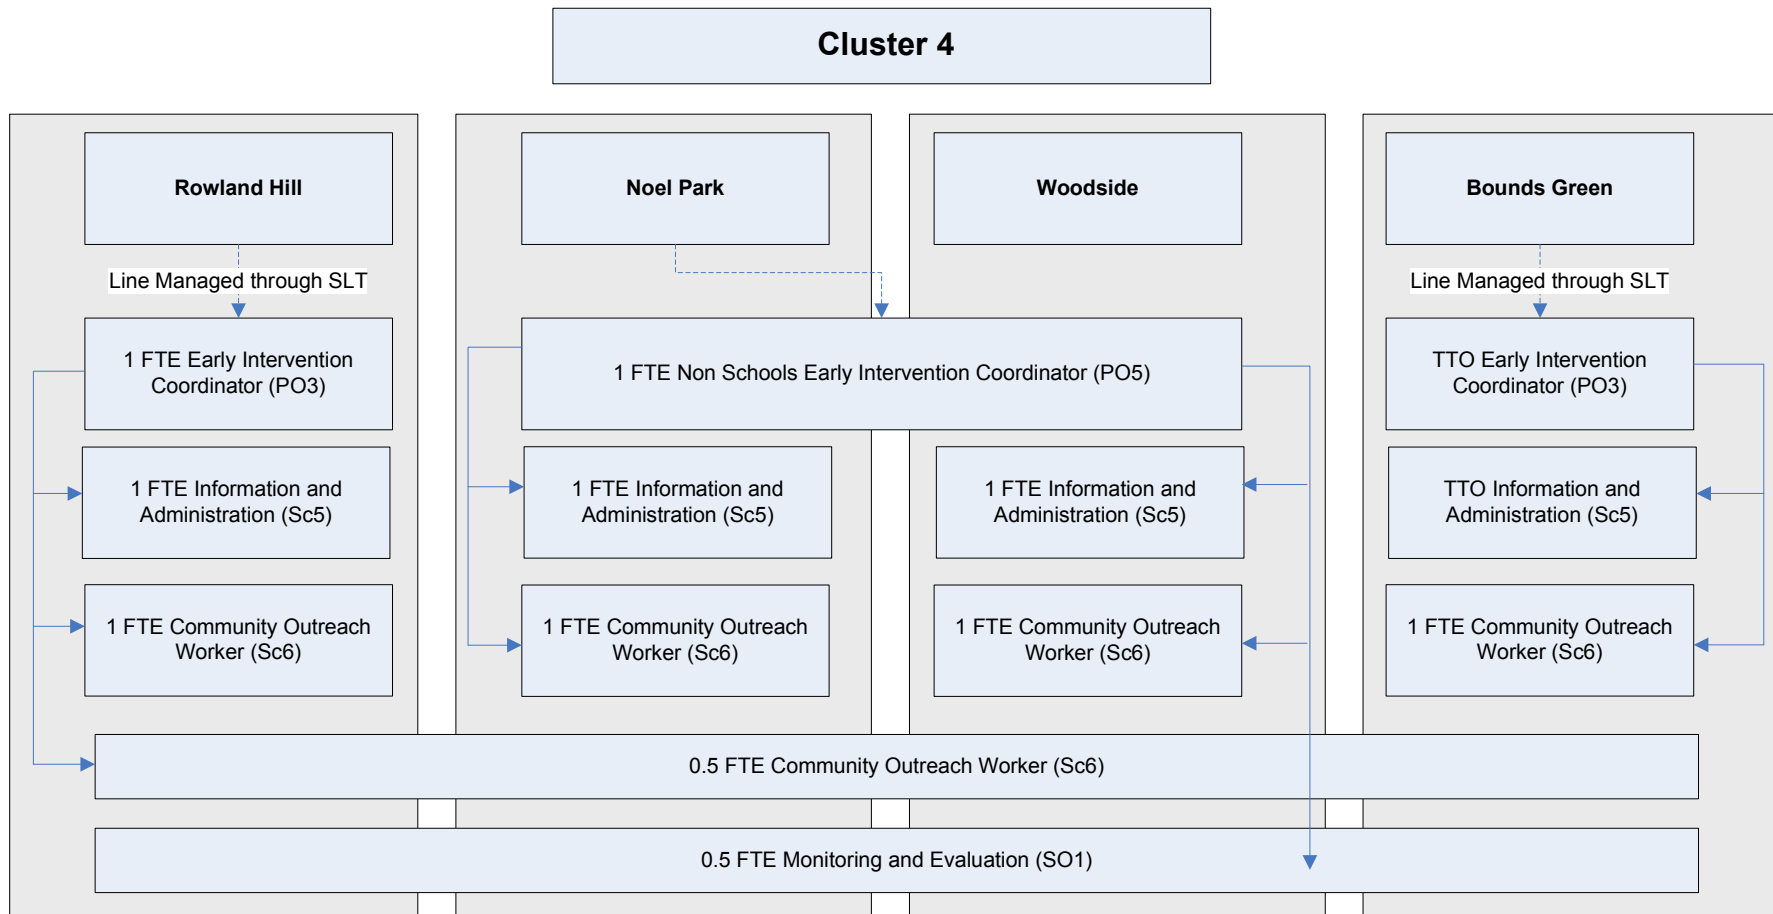 Cluster 4
Rowland Hill
Noel Park
Woodside
Bounds Green
Line Managed through SLT
Line Managed through SLT
1 FTE Early Intervention
Coordinator (PO3)
1 FTE Non Schools Early Intervention Coordinator (PO5)
TTO Early Intervention
Coordinator (PO3)
1 FTE Information and
Administration (Sc5)
1 FTE Information and
Administration (Sc5)
1 FTE Information and
Administration (Sc5)
TTO Information and
Administration (Sc5)
1 FTE Community Outreach
Worker (Sc6)
1 FTE Community Outreach
Worker (Sc6)
1 FTE Community Outreach
Worker (Sc6)
1 FTE Community Outreach
Worker (Sc6)
0.5 FTE Community Outreach Worker (Sc6)
0.5 FTE Monitoring and Evaluation (SO1)